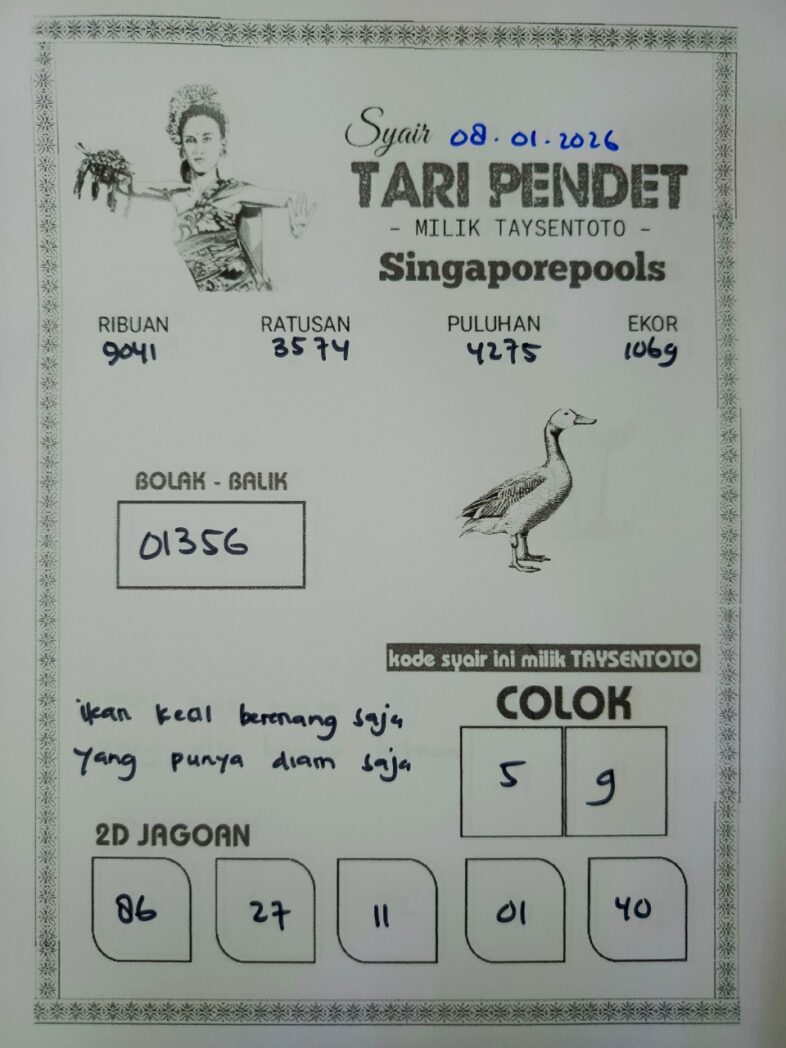 Syair 08.01.2026
TARI PENDET
- MILIK TAYSENTOTO -
Singaporepools
RIBUAN RATUSAN PULUHAN EKOR
9041 3574 4275 1069
BOLAK - BALIK
01356
kode syair ini milik TAYSENTOTO
COLOK
5 9
ikan kecil berenang saja
yang punya diam saja
2D JAGOAN
86 27 11 01 40